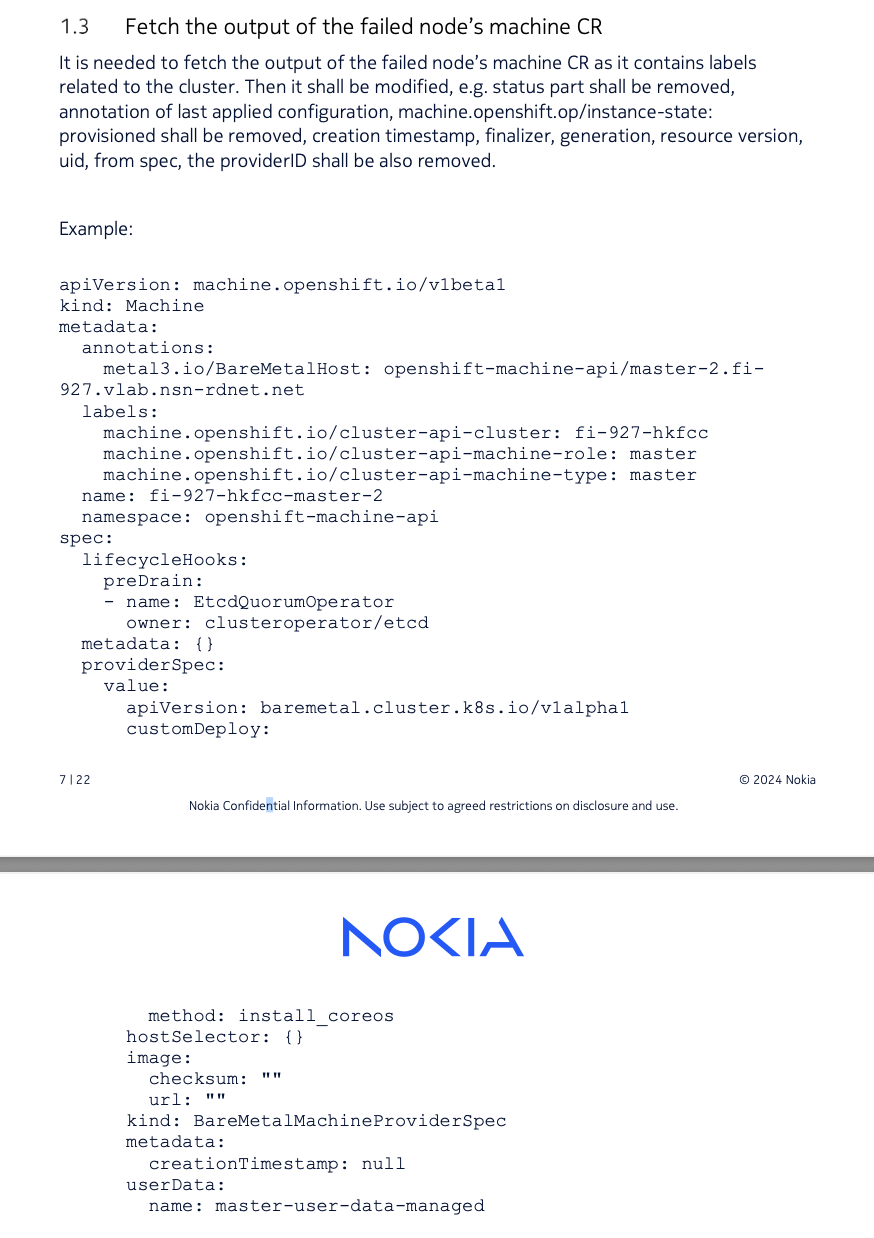 1.3 Fetch the output of the failed node's machine CR
It is needed to fetch the output of the failed node's machine CR as it contains labels
related to the cluster. Then it shall be modified, e.g. status part shall be removed,
annotation of last applied configuration, machine.openshift.op/instance-state:
provisioned shall be removed, creation timestamp, finalizer, generation, resource version,
uid, from spec, the providerID shall be also removed.
Example:
apiVersion: machine.openshift.io/v1beta1
kind: Machine
metadata:
  annotations:
    metal3.io/BareMetalHost: openshift-machine-api/master-2.fi-
927.vlab.nsn-rdnet.net
  labels:
    machine.openshift.io/cluster-api-cluster: fi-927-hkfcc
    machine.openshift.io/cluster-api-machine-role: master
    machine.openshift.io/cluster-api-machine-type: master
  name: fi-927-hkfcc-master-2
  namespace: openshift-machine-api
spec:
  lifecycleHooks:
    preDrain:
    - name: EtcdQuorumOperator
      owner: clusteroperator/etcd
  metadata: {}
  providerSpec:
    value:
      apiVersion: baremetal.cluster.k8s.io/v1alpha1
      customDeploy:
7 | 22 © 2024 Nokia
Nokia Confidential Information. Use subject to agreed restrictions on disclosure and use.
NOKIA
        method: install_coreos
      hostSelector: {}
      image:
        checksum: ""
        url: ""
      kind: BareMetalMachineProviderSpec
      metadata:
        creationTimestamp: null
      userData:
        name: master-user-data-managed